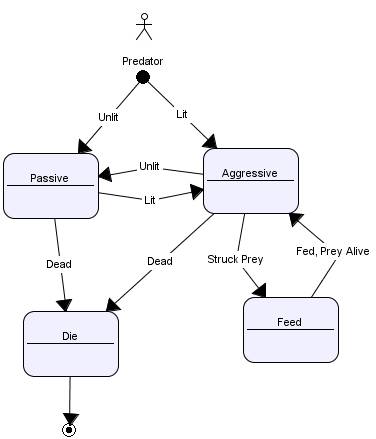 Predator
Unlit
Lit
Passive
Unlit
Aggressive
Lit
Dead
Dead
Struck Prey
Fed, Prey Alive
Die
Feed